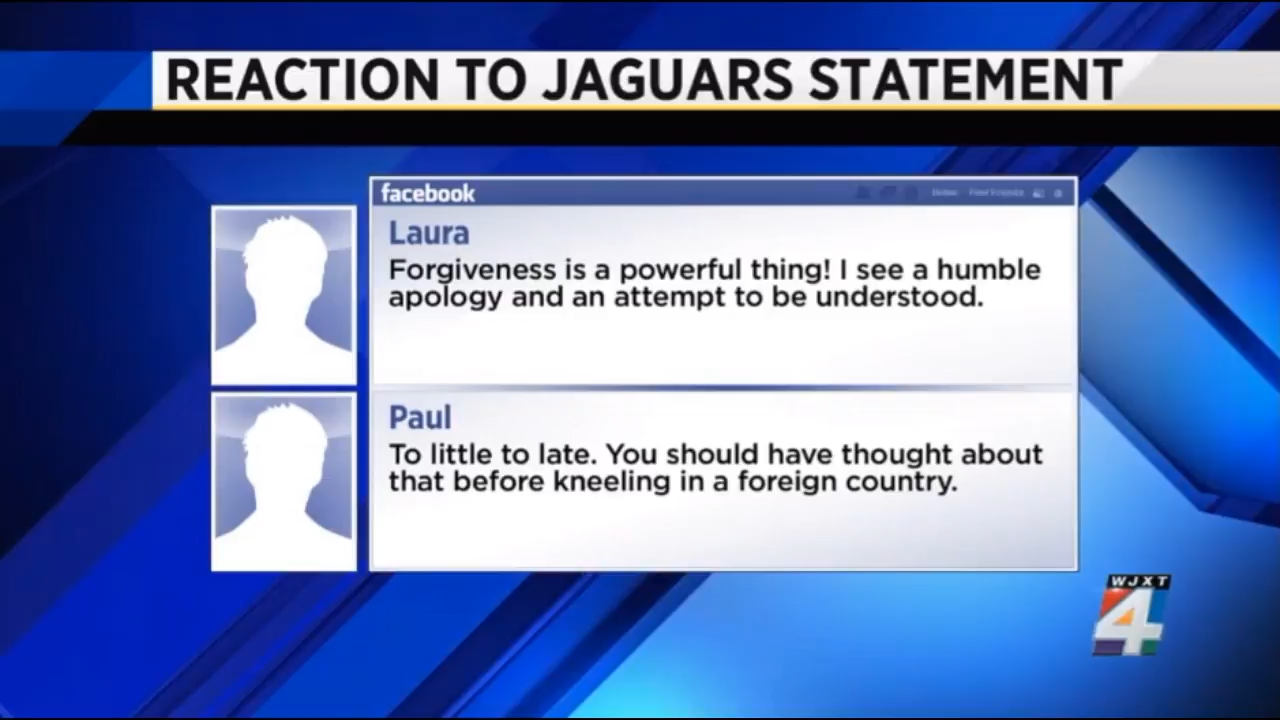 REACTION TO JAGUARS STATEMENT
facebook
Laura
Forgiveness is a powerful thing! I see a humble
apology and an attempt to be understood.
Paul
To little to late. You should have thought about
that before kneeling in a foreign country.
WJXT
4